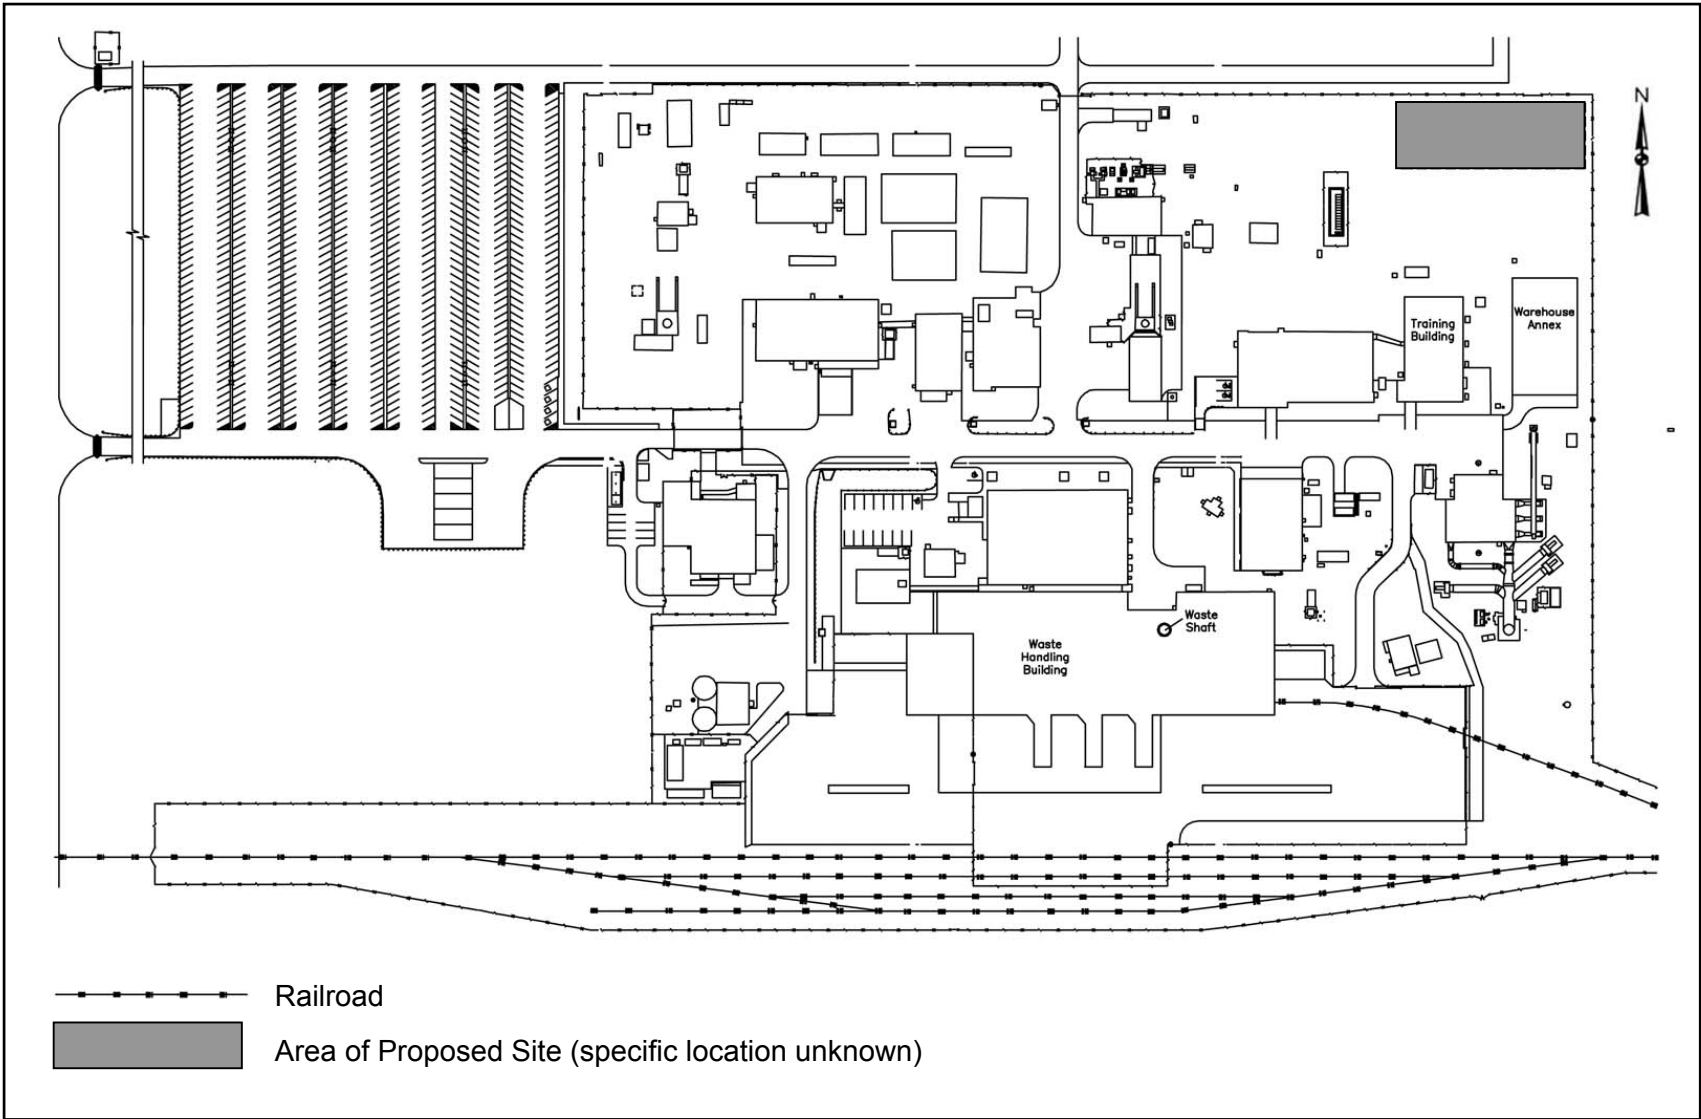 N
Training
Building
Warehouse
Annex
Waste
Shaft
Waste
Handling
Building
Railroad
Area of Proposed Site (specific location unknown)